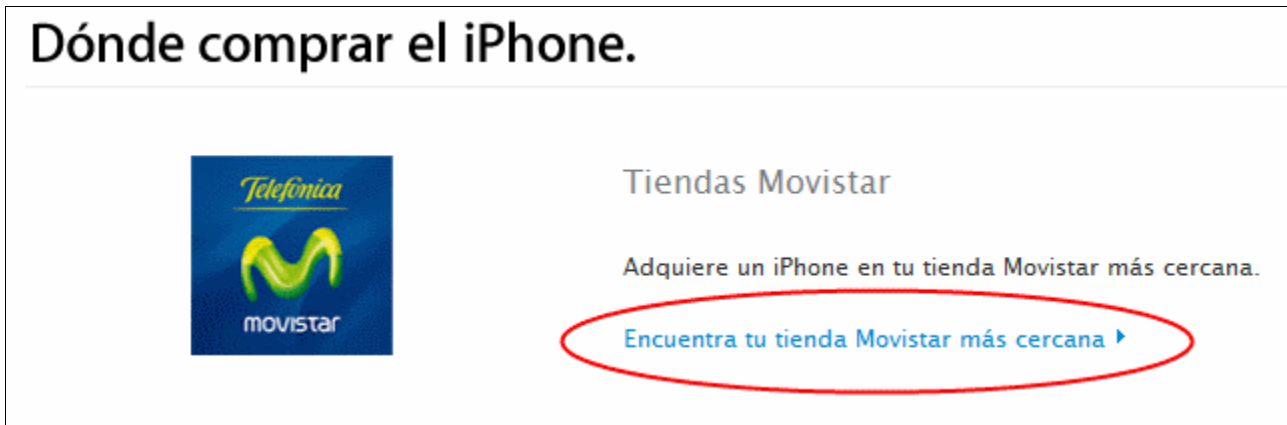 Dónde comprar el iPhone.
Telefónica
movistar
Tiendas Movistar
Adquiere un iPhone en tu tienda Movistar más cercana.
Encuentra tu tienda Movistar más cercana